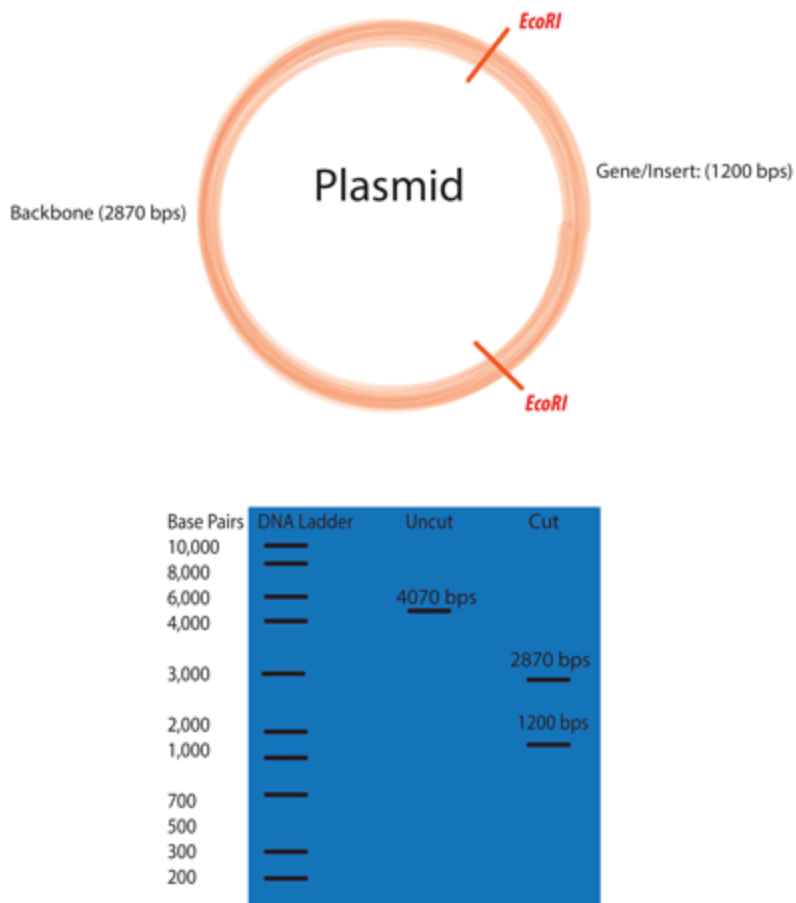 EcoRI
Plasmid
Gene/Insert: (1200 bps)
Backbone (2870 bps)
EcoRI
Base Pairs DNA Ladder Uncut Cut
10,000
8,000
6,000 4070 bps
4,000
2870 bps
3,000
2,000 1200 bps
1,000
700
500
300
200